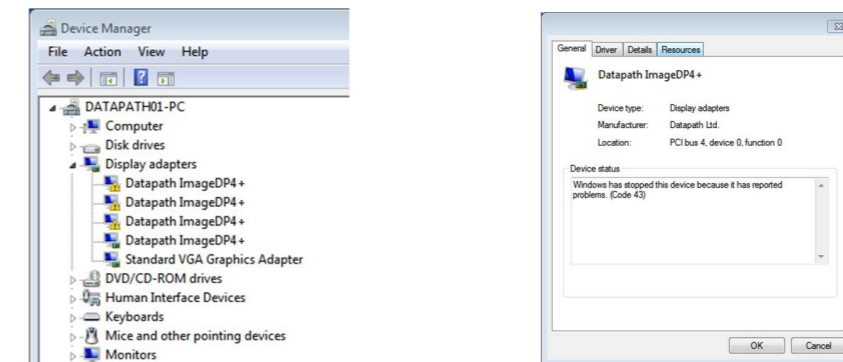 Device Manager
File Action View Help
DATAPATH01-PC
Computer
Disk drives
Display adapters
Datapath ImageDP4+
Datapath ImageDP4+
Datapath ImageDP4+
Datapath ImageDP4+
Standard VGA Graphics Adapter
DVD/CD-ROM drives
Human Interface Devices
Keyboards
Mice and other pointing devices
Monitors
General Driver Details Resources
Datapath ImageDP4+
Device type: Display adapters
Manufacturer: Datapath Ltd.
Location: PCI bus 4, device 0, function 0
Device status
Windows has stopped this device because it has reported
problems. (Code 43)
OK Cancel